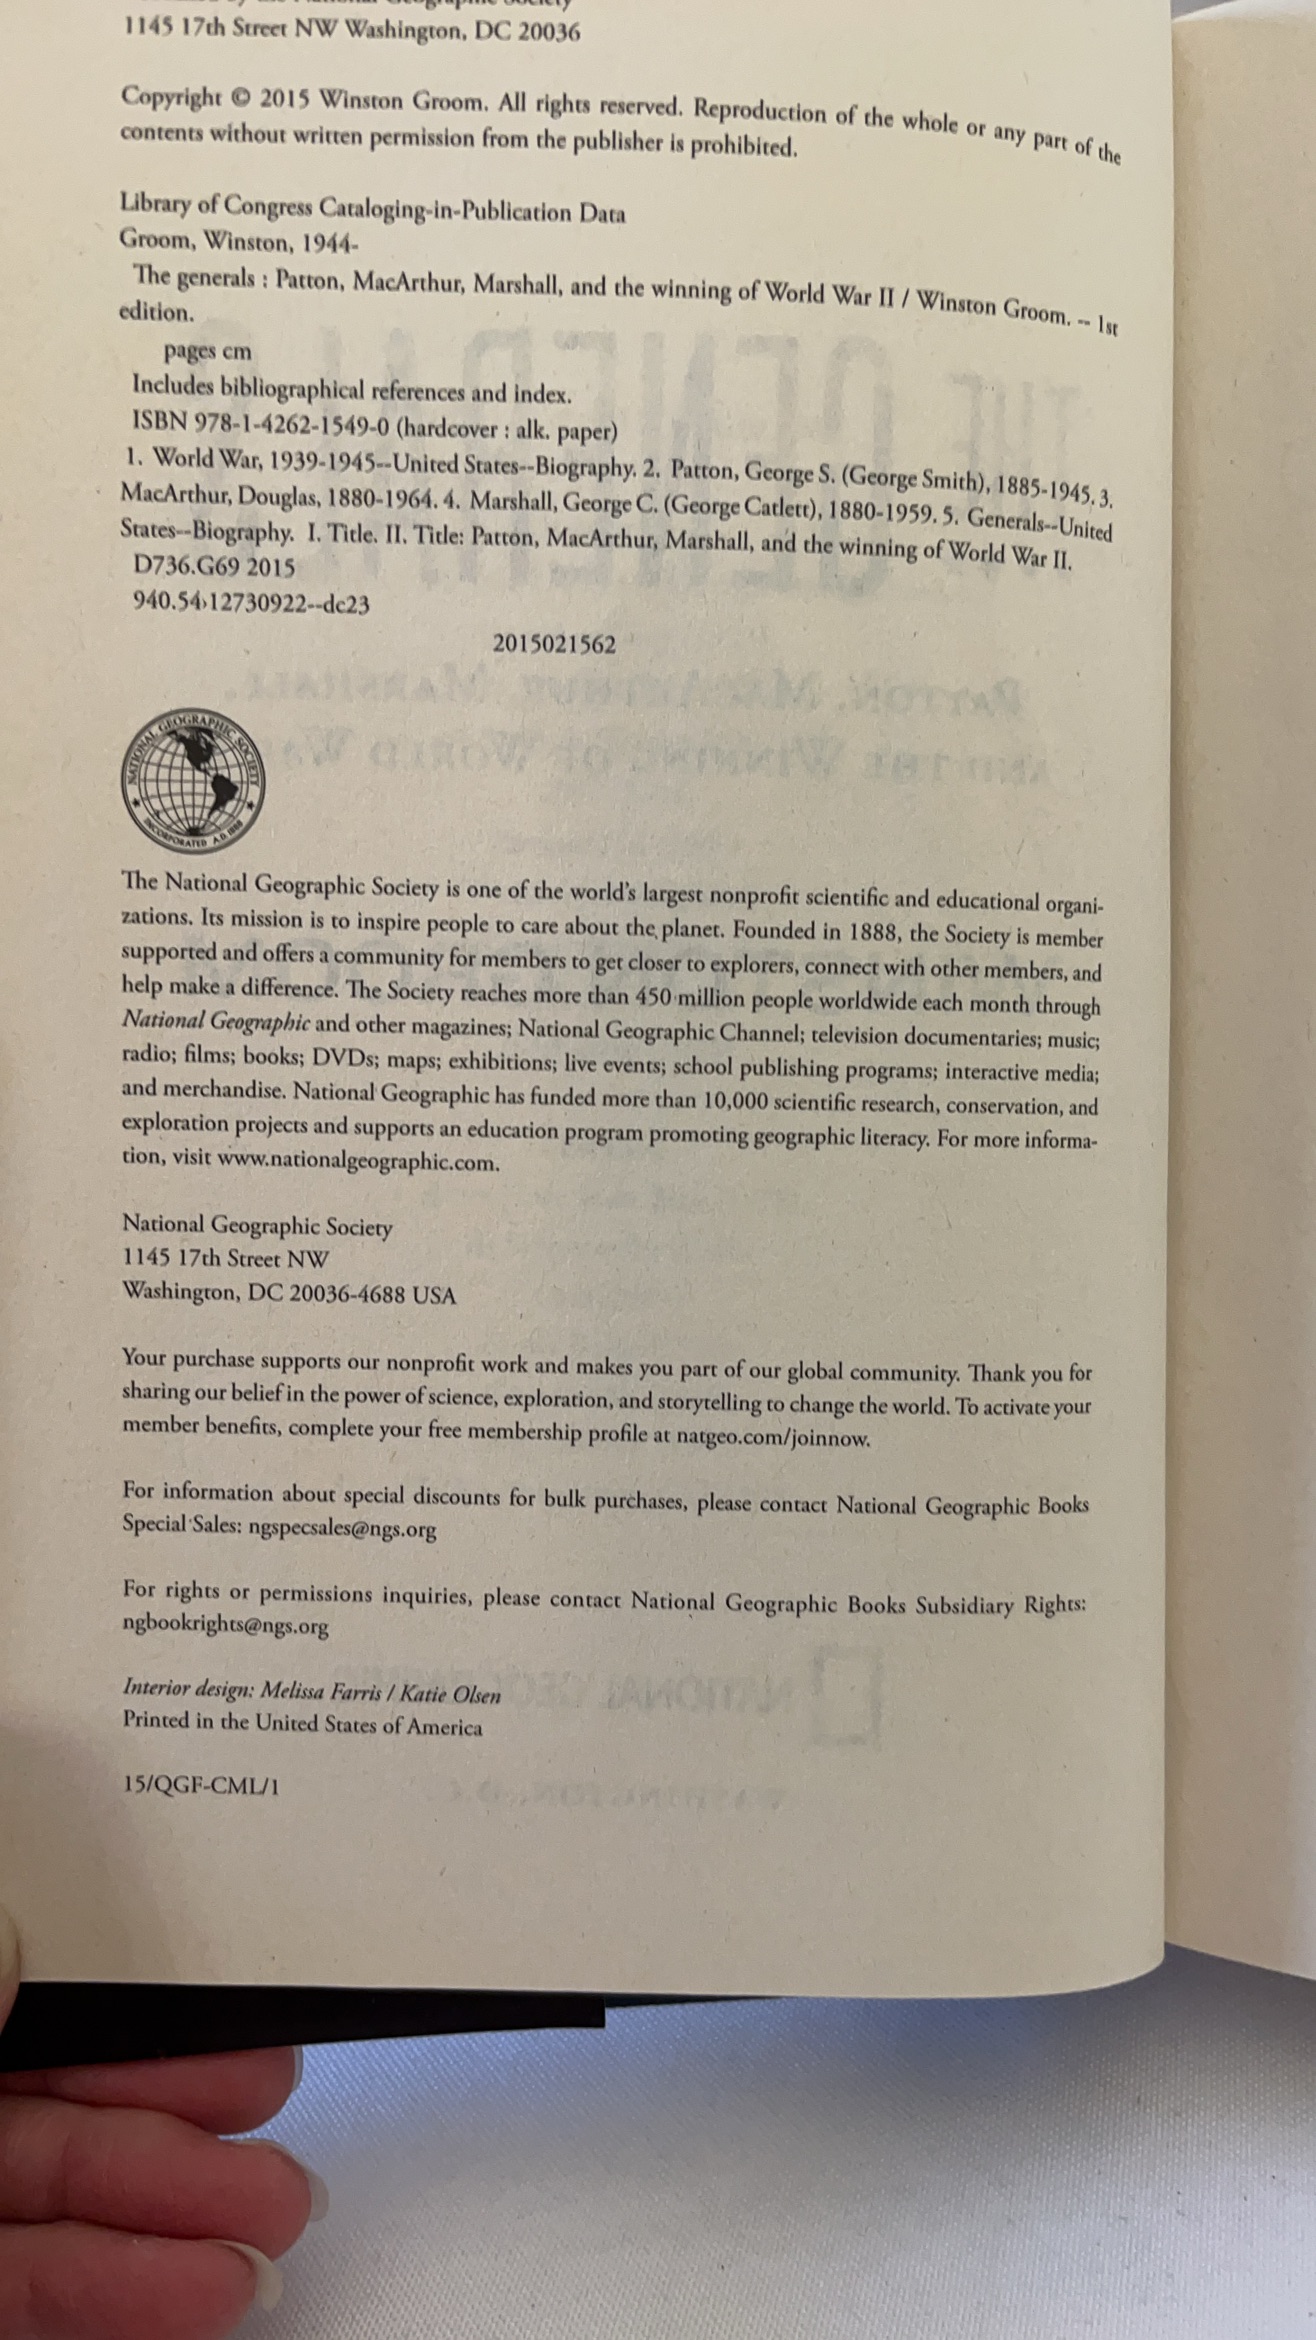 1145 17th Street NW Washington, DC 20036
Copyright © 2015 Winston Groom. All rights reserved. Reproduction of the whole or any part of the
contents without written permission from the publisher is prohibited.
Library of Congress Cataloging-in-Publication Data
Groom, Winston, 1944-
The generals : Patton, MacArthur, Marshall, and the winning of World War II / Winston Groom. -- 1st
edition.
pages cm
Includes bibliographical references and index.
ISBN 978-1-4262-1549-0 (hardcover : alk. paper)
1. World War, 1939-1945--United States--Biography. 2. Patton, George S. (George Smith), 1885-1945. 3.
MacArthur, Douglas, 1880-1964. 4. Marshall, George C. (George Catlett), 1880-1959. 5. Generals--United
States--Biography. I. Title. II. Title: Patton, MacArthur, Marshall, and the winning of World War II.
D736.G69 2015
940.54›12730922--dc23
2015021562
NATIONAL GEOGRAPHIC SOCIETY
INCORPORATED A.D. 1888
The National Geographic Society is one of the world's largest nonprofit scientific and educational organi-
zations. Its mission is to inspire people to care about the planet. Founded in 1888, the Society is member
supported and offers a community for members to get closer to explorers, connect with other members, and
help make a difference. The Society reaches more than 450 million people worldwide each month through
National Geographic and other magazines; National Geographic Channel; television documentaries; music;
radio; films; books; DVDs; maps; exhibitions; live events; school publishing programs; interactive media;
and merchandise. National Geographic has funded more than 10,000 scientific research, conservation, and
exploration projects and supports an education program promoting geographic literacy. For more informa-
tion, visit www.nationalgeographic.com.
National Geographic Society
1145 17th Street NW
Washington, DC 20036-4688 USA
Your purchase supports our nonprofit work and makes you part of our global community. Thank you for
sharing our belief in the power of science, exploration, and storytelling to change the world. To activate your
member benefits, complete your free membership profile at natgeo.com/joinnow.
For information about special discounts for bulk purchases, please contact National Geographic Books
Special Sales: ngspecsales@ngs.org
For rights or permissions inquiries, please contact National Geographic Books Subsidiary Rights:
ngbookrights@ngs.org
Interior design: Melissa Farris / Katie Olsen
Printed in the United States of America
15/QGF-CML/1